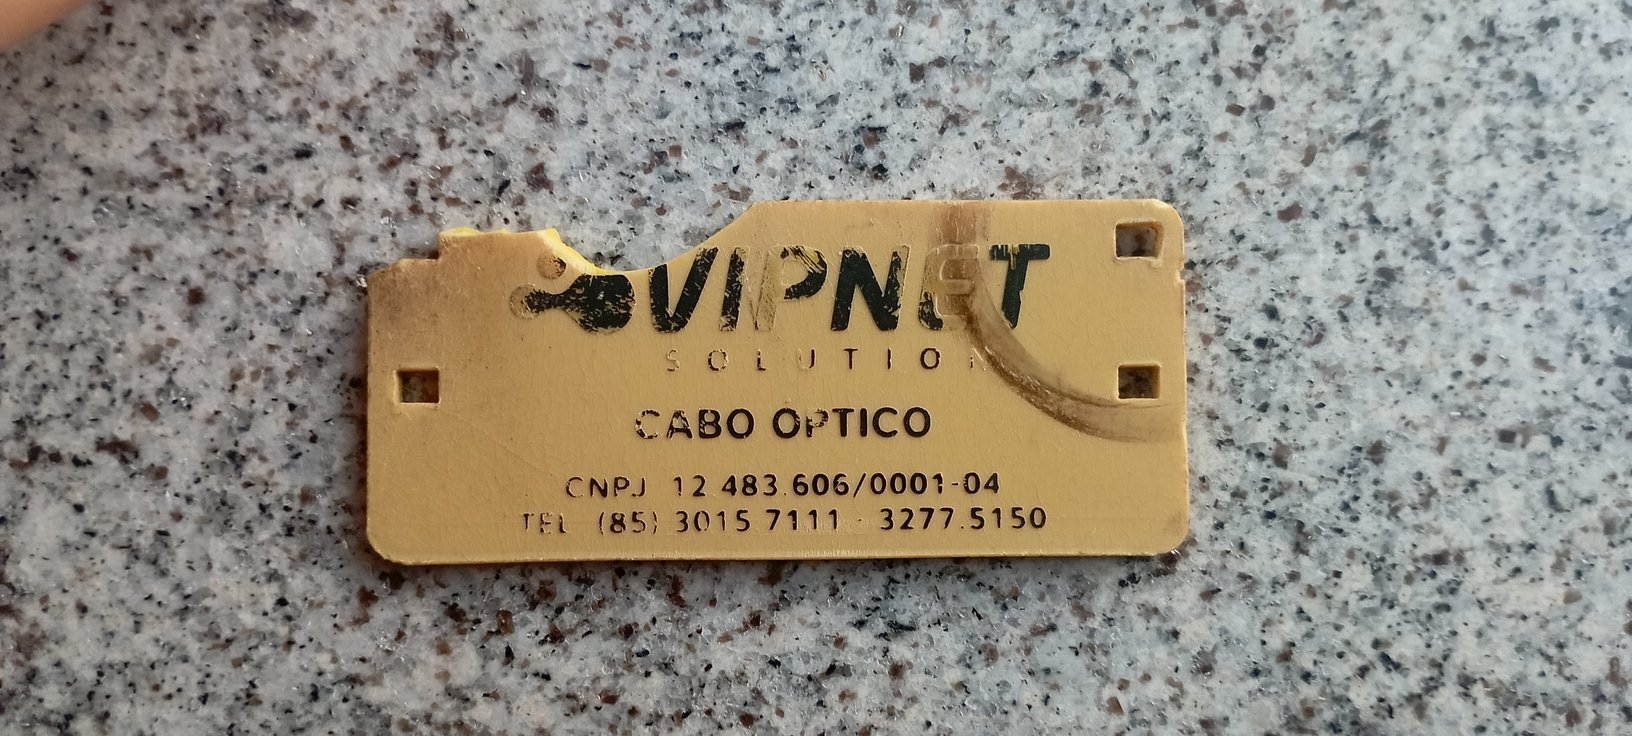 VIPNET
SOLUTION
CABO OPTICO
CNPJ 12.483.606/0001-04
TEL (85) 3015 7111 - 3277.5150